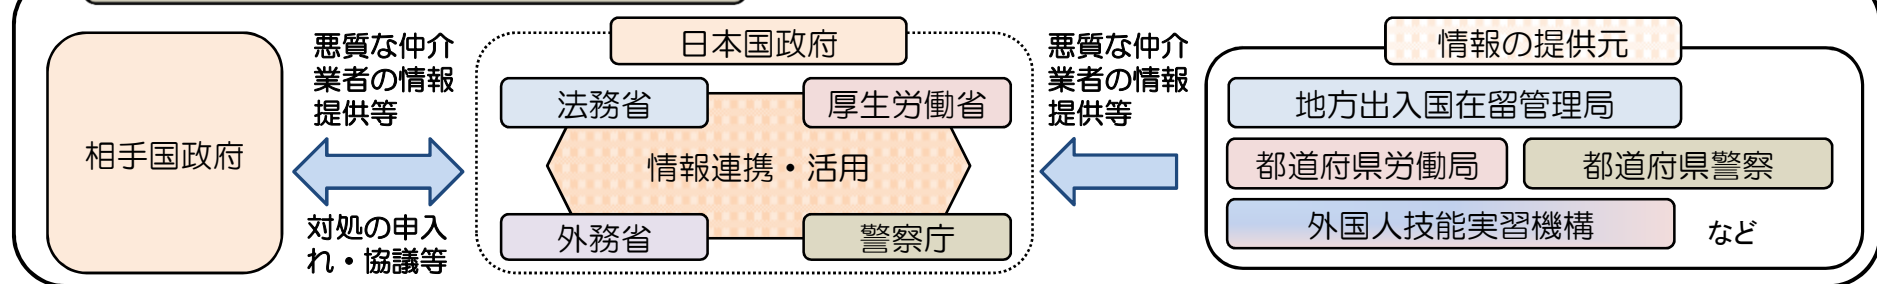 相手国政府
悪質な仲介
業者の情報
提供等
対処の申入
れ・協議等
日本国政府
法務省
厚生労働省
情報連携・活用
外務省
警察庁
悪質な仲介
業者の情報
提供等
情報の提供元
地方出入国在留管理局
都道府県労働局
都道府県警察
外国人技能実習機構
など